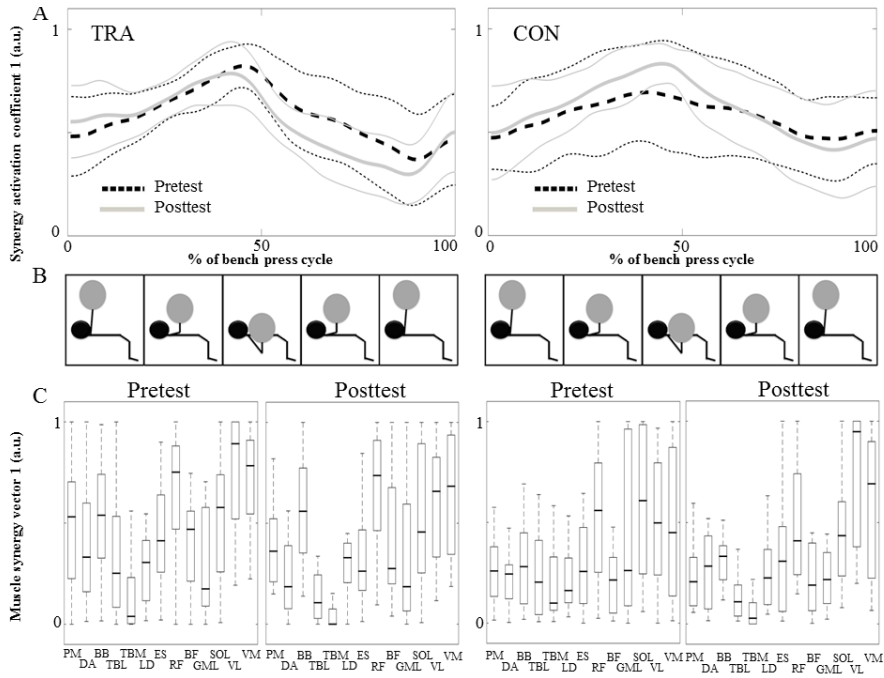 A
TRA
CON
Synergy activation coefficient 1 (a.u.)
1
0
Pretest
Posttest
0
50
100
% of bench press cycle
1
0
Pretest
Posttest
0
50
100
% of bench press cycle
B
C
Pretest
Posttest
Pretest
Posttest
Muscle synergy vector 1 (a.u.)
1
0
PM DA BB TBL TBM LD ES RF BF GML SOL VL VM
PM DA BB TBL TBM LD ES RF BF GML SOL VL VM
1
0
PM DA BB TBL TBM LD ES RF BF GML SOL VL VM
PM DA BB TBL TBM LD ES RF BF GML SOL VL VM